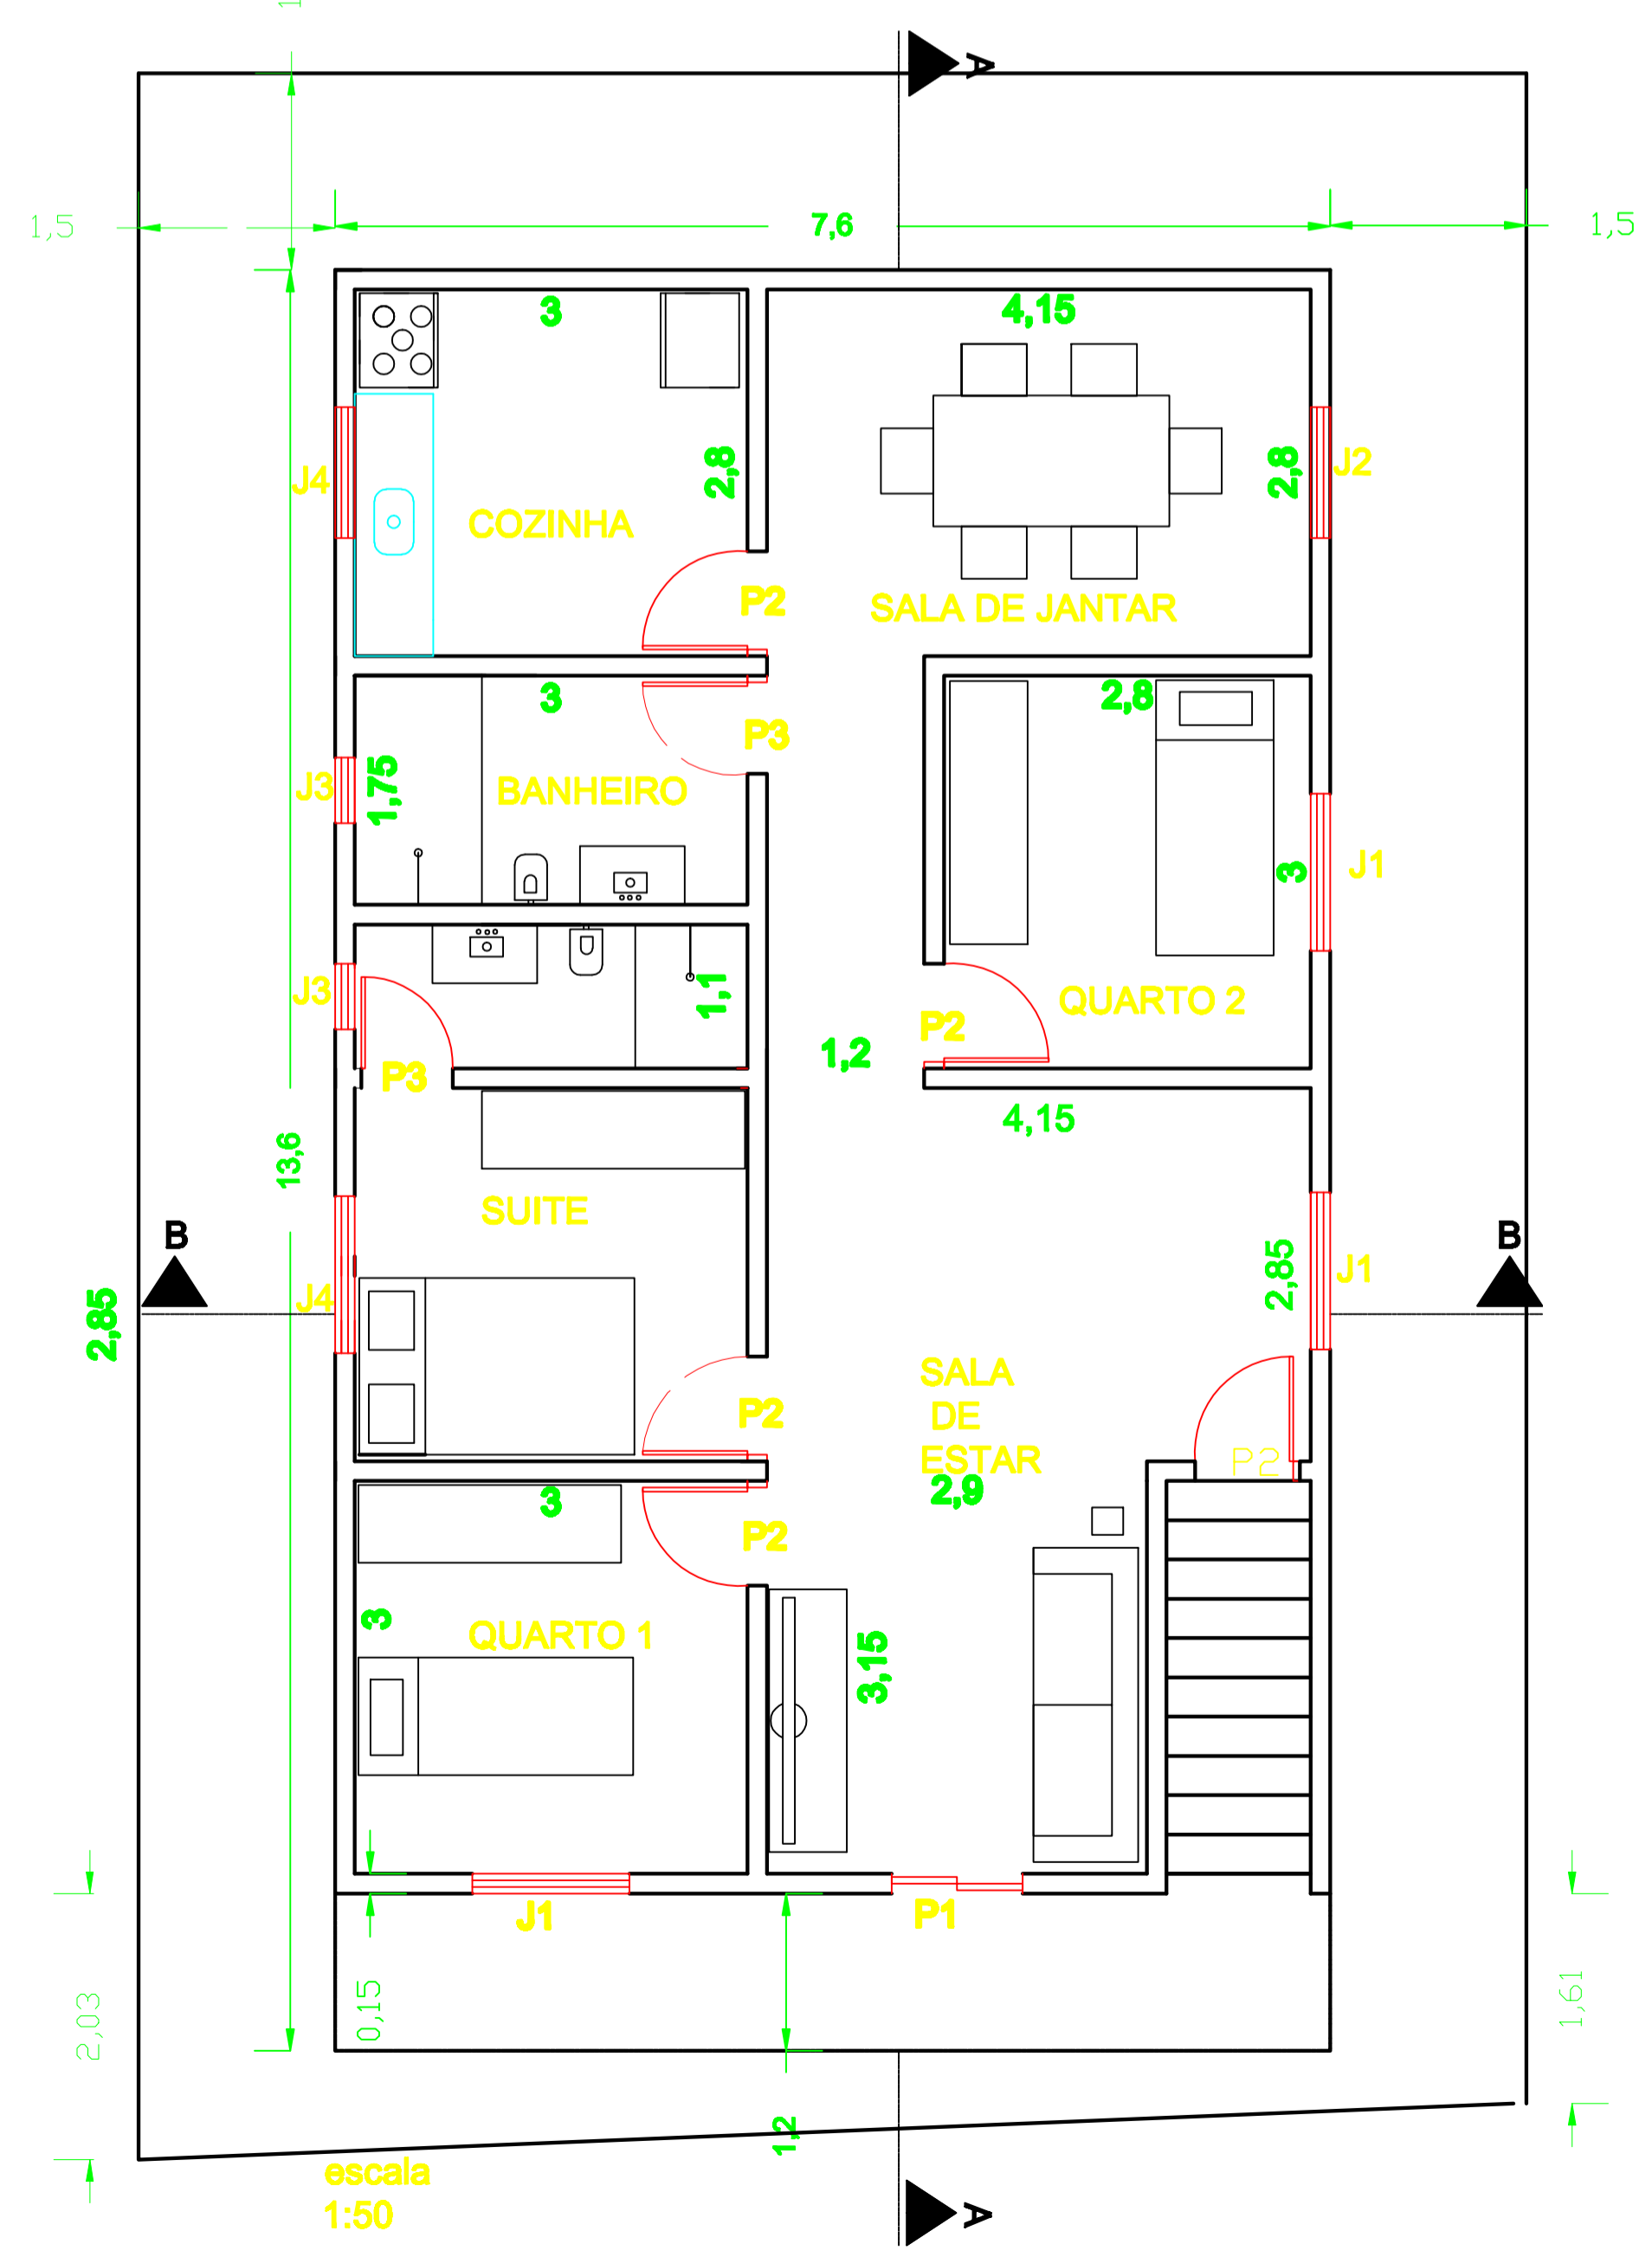 1
A
1,5
7,6
1,5
3
4,15
2,8
2,8
J4
J2
COZINHA
P2
SALA DE JANTAR
3
2,8
P3
1,75
J3
BANHEIRO
3
J1
J3
1,1
QUARTO 2
P2
1,2
P3
4,15
13,6
SUITE
B
B
2,85
J4
2,85
J1
SALA
DE
ESTAR
P2
P2
2,9
3
P2
3
QUARTO 1
3,15
J1
P1
0,15
2,03
1,61
1,2
escala
1:50
A